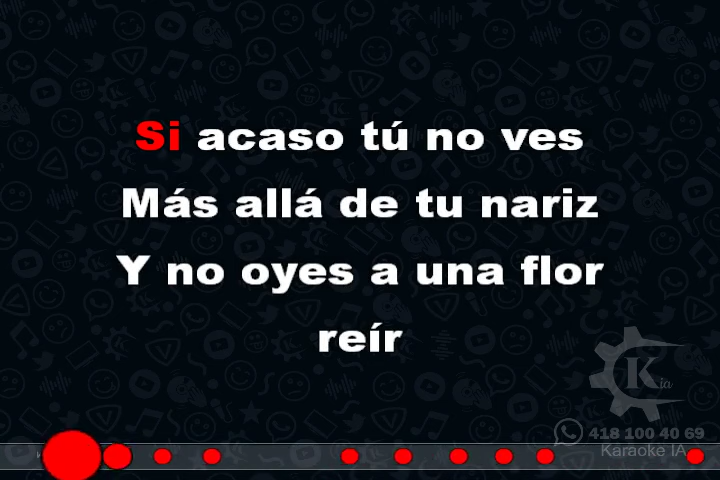 Si acaso tú no ves
Más allá de tu nariz
Y no oyes a una flor
reír
K ia
418 100 40 69
Karaoke IA